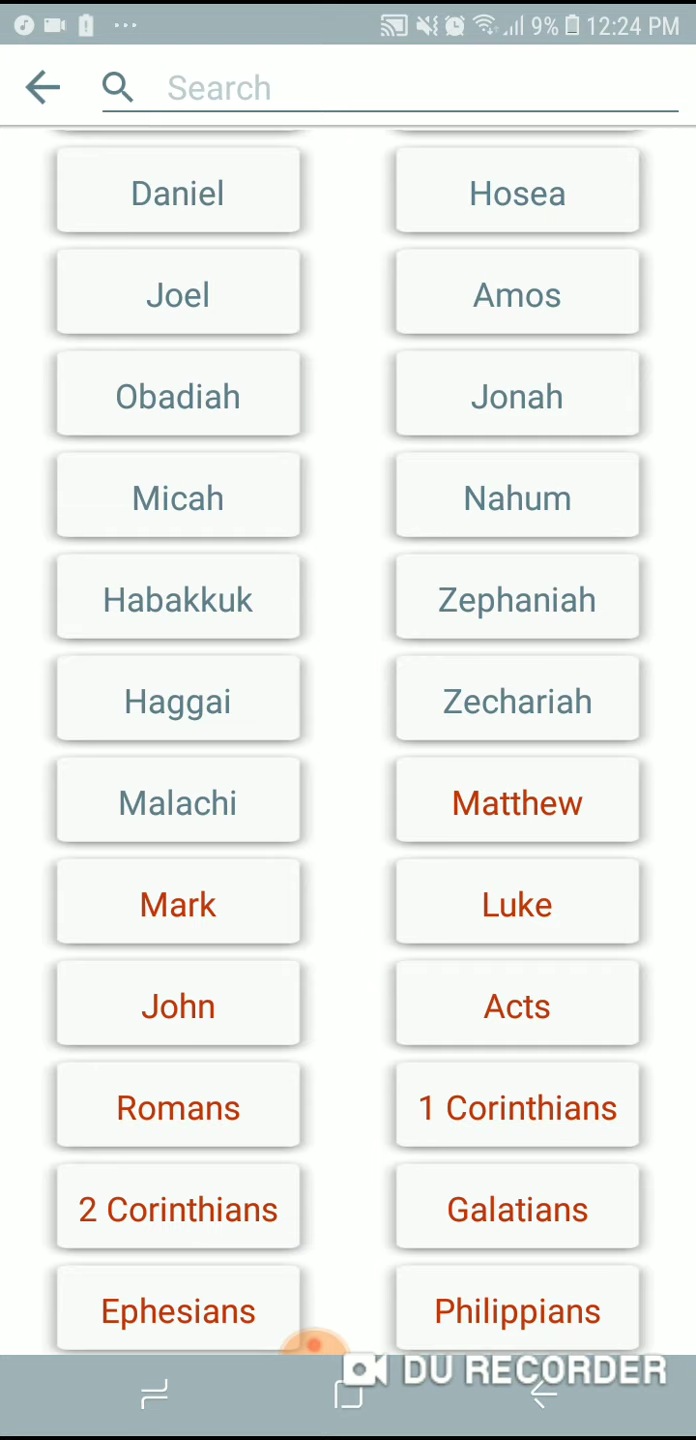 9% 12:24 PM
Search
Daniel Hosea
Joel Amos
Obadiah Jonah
Micah Nahum
Habakkuk Zephaniah
Haggai Zechariah
Malachi Matthew
Mark Luke
John Acts
Romans 1 Corinthians
2 Corinthians Galatians
Ephesians Philippians
DU RECORDER